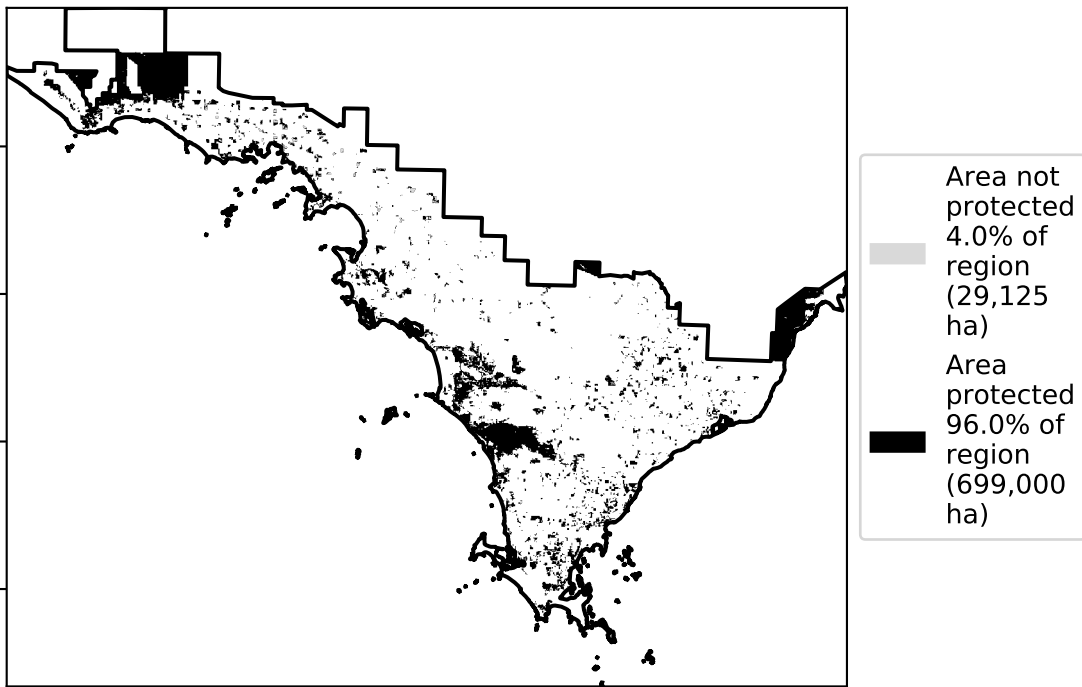 Area not
protected
4.0% of
region
(29,125
ha)
Area
protected
96.0% of
region
(699,000
ha)